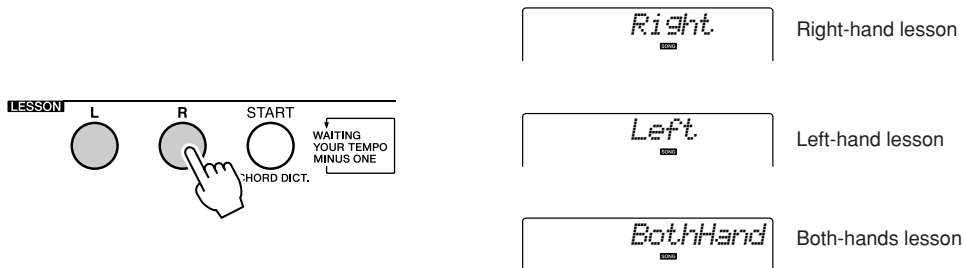 LESSON
L
R
START
WAITING
YOUR TEMPO
MINUS ONE
HORD DICT.
Right
SONG
Right-hand lesson
Left
SONG
Left-hand lesson
BothHand
SONG
Both-hands lesson